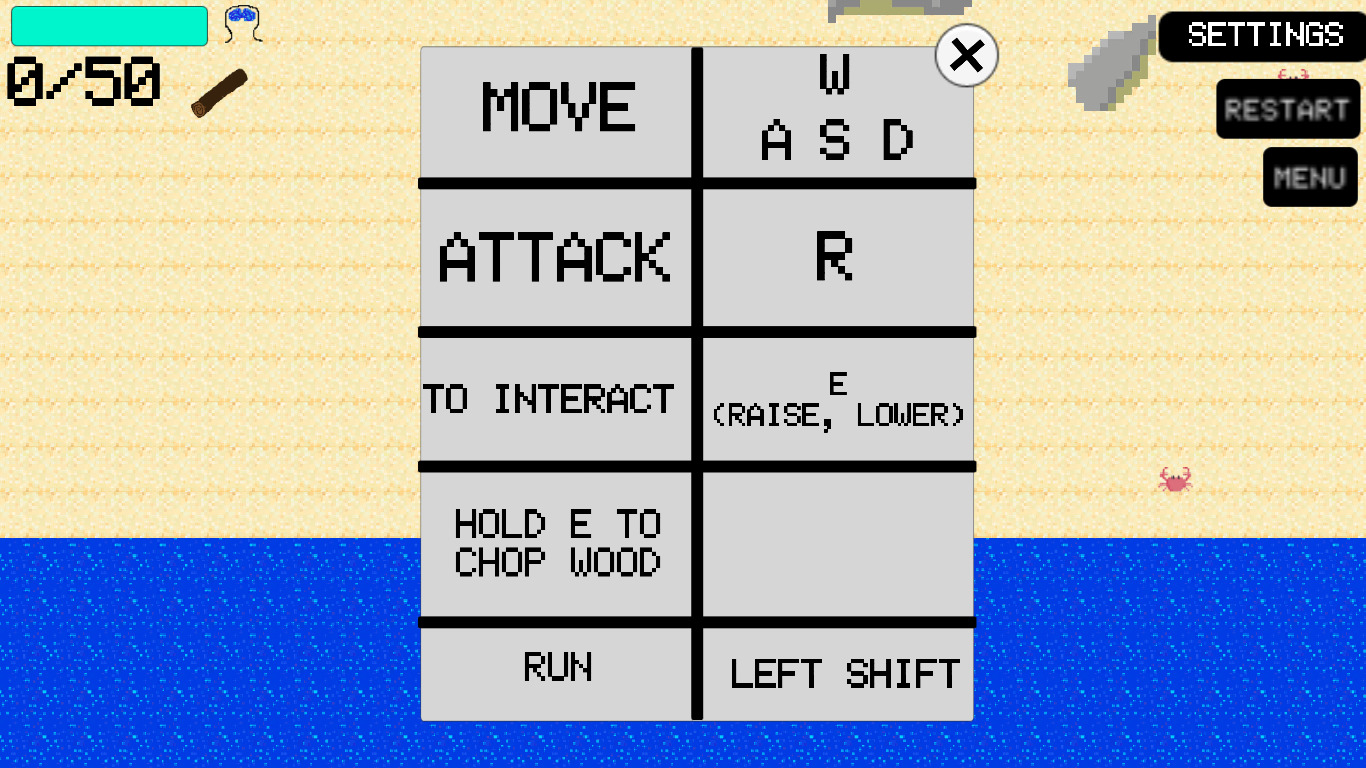 0/50
SETTINGS
RESTART
MENU
MOVE
W
A S D
ATTACK
R
TO INTERACT
E
(RAISE, LOWER)
HOLD E TO
CHOP WOOD
RUN
LEFT SHIFT